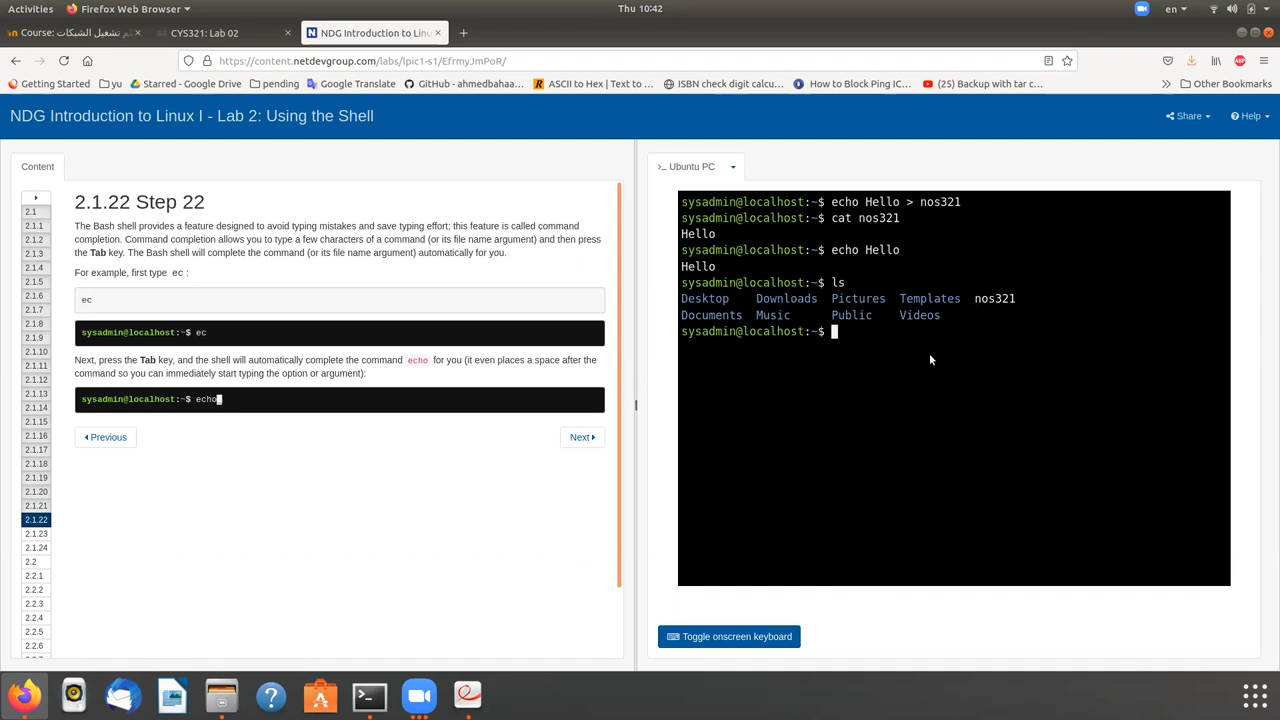 Activities
Firefox Web Browser
Thu 10:42
en
Course: تشغيل الشبكات
CYS321: Lab 02
NDG Introduction to Linu
https://content.netdevgroup.com/labs/lpic1-s1/EfrmyJmPoR/
Getting Started
yu
Starred - Google Drive
pending
Google Translate
GitHub - ahmedbahaa...
ASCII to Hex | Text to ...
ISBN check digit calcu...
How to Block Ping IC...
(25) Backup with tar c...
Other Bookmarks
NDG Introduction to Linux I - Lab 2: Using the Shell
Share
Help
Content
2.1
2.1.1
2.1.2
2.1.3
2.1.4
2.1.5
2.1.6
2.1.7
2.1.8
2.1.9
2.1.10
2.1.11
2.1.12
2.1.13
2.1.14
2.1.15
2.1.16
2.1.17
2.1.18
2.1.19
2.1.20
2.1.21
2.1.22
2.1.23
2.1.24
2.2
2.2.1
2.2.2
2.2.3
2.2.4
2.2.5
2.2.6
2.1.22 Step 22
The Bash shell provides a feature designed to avoid typing mistakes and save typing effort; this feature is called command
completion. Command completion allows you to type a few characters of a command (or its file name argument) and then press
the Tab key. The Bash shell will complete the command (or its file name argument) automatically for you.
For example, first type ec :
ec
sysadmin@localhost:~$ ec
Next, press the Tab key, and the shell will automatically complete the command echo for you (it even places a space after the
command so you can immediately start typing the option or argument):
sysadmin@localhost:~$ echo
Previous
Next
>_ Ubuntu PC
sysadmin@localhost:~$ echo Hello > nos321
sysadmin@localhost:~$ cat nos321
Hello
sysadmin@localhost:~$ echo Hello
Hello
sysadmin@localhost:~$ ls
Desktop Downloads Pictures Templates nos321
Documents Music Public Videos
sysadmin@localhost:~$
Toggle onscreen keyboard